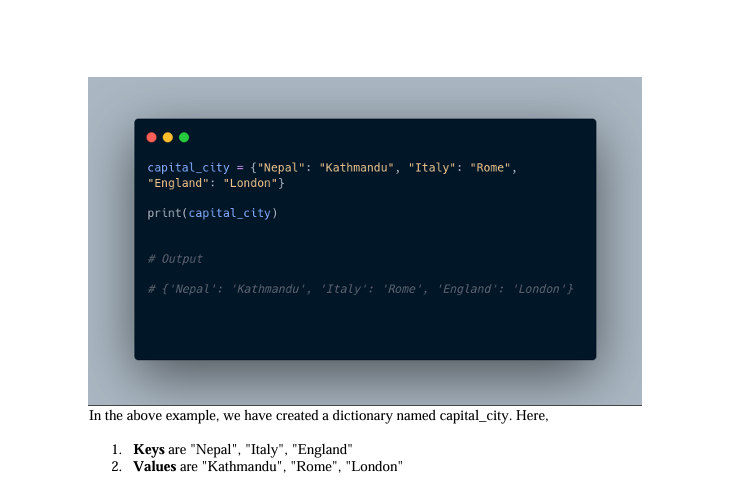 capital_city = {"Nepal": "Kathmandu", "Italy": "Rome",
"England": "London"}
print(capital_city)
# Output
# {'Nepal': 'Kathmandu', 'Italy': 'Rome', 'England': 'London'}
In the above example, we have created a dictionary named capital_city. Here,
1. Keys are "Nepal", "Italy", "England"
2. Values are "Kathmandu", "Rome", "London"